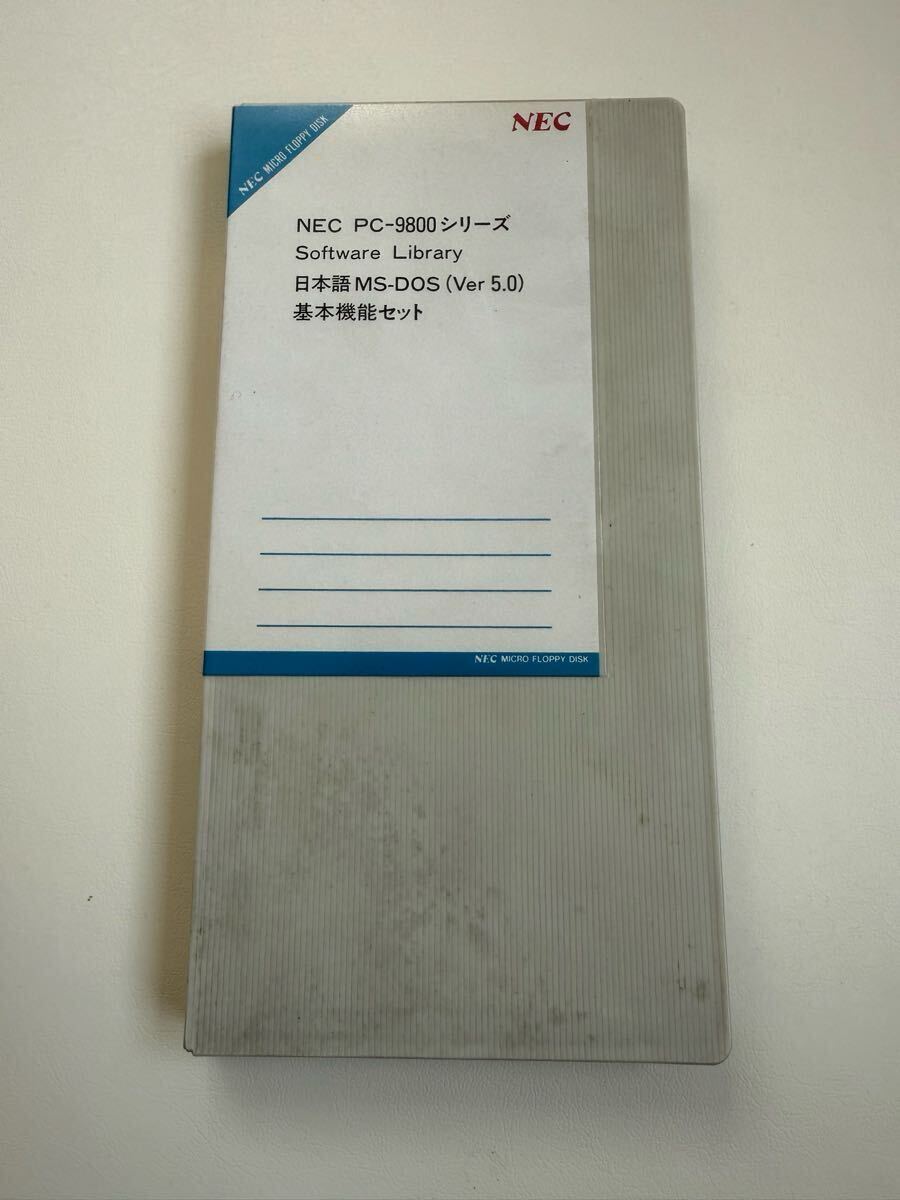 NEC MICRO FLOPPY DISK
NEC
NEC PC-9800シリーズ
Software Library
日本語MS-DOS (Ver 5.0)
基本機能セット
NEC MICRO FLOPPY DISK